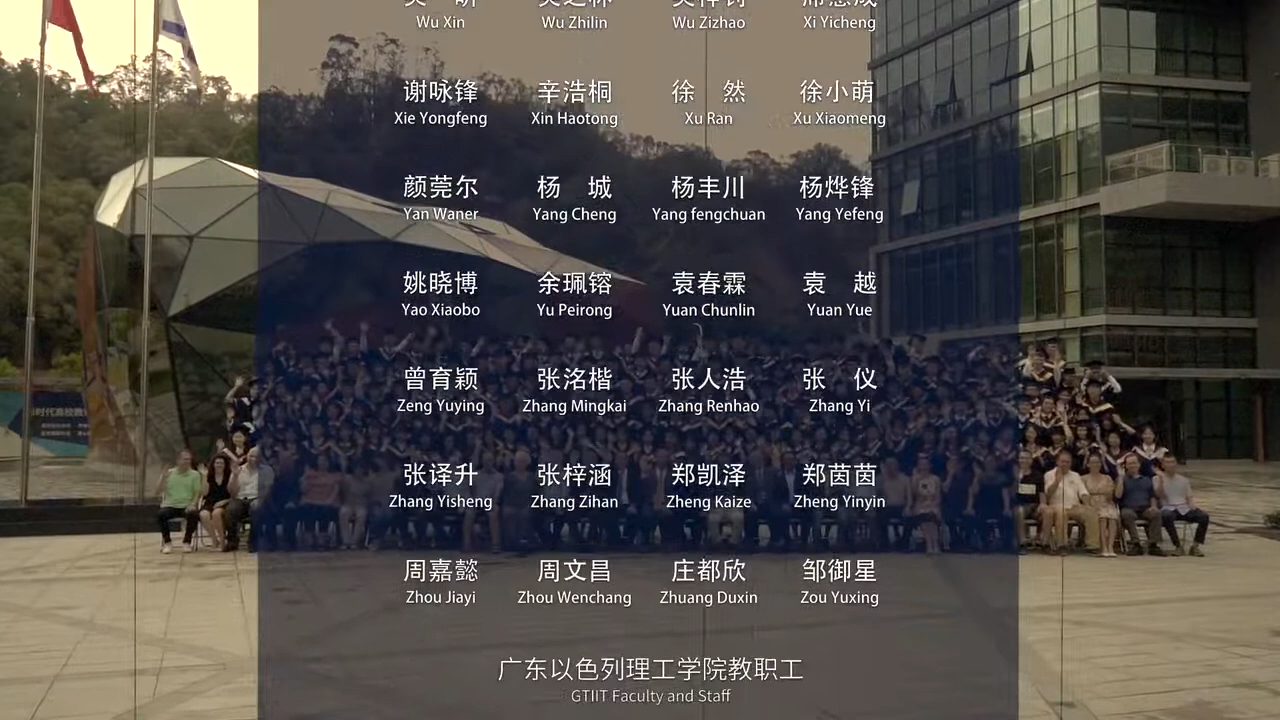 Wu Xin Wu Zhilin Wu Zizhao Xi Yicheng
谢咏锋 辛浩桐 徐 然 徐小萌
Xie Yongfeng Xin Haotong Xu Ran Xu Xiaomeng
颜莞尔 杨 城 杨丰川 杨烨锋
Yan Waner Yang Cheng Yang fengchuan Yang Yefeng
姚晓博 余珮镕 袁春霖 袁 越
Yao Xiaobo Yu Peirong Yuan Chunlin Yuan Yue
曾育颖 张洺楷 张人浩 张 仪
Zeng Yuying Zhang Mingkai Zhang Renhao Zhang Yi
张译升 张梓涵 郑凯泽 郑茵茵
Zhang Yisheng Zhang Zihan Zheng Kaize Zheng Yinyin
周嘉懿 周文昌 庄都欣 邹御星
Zhou Jiayi Zhou Wenchang Zhuang Duxin Zou Yuxing
广东以色列理工学院教职工
GTIIT Faculty and Staff